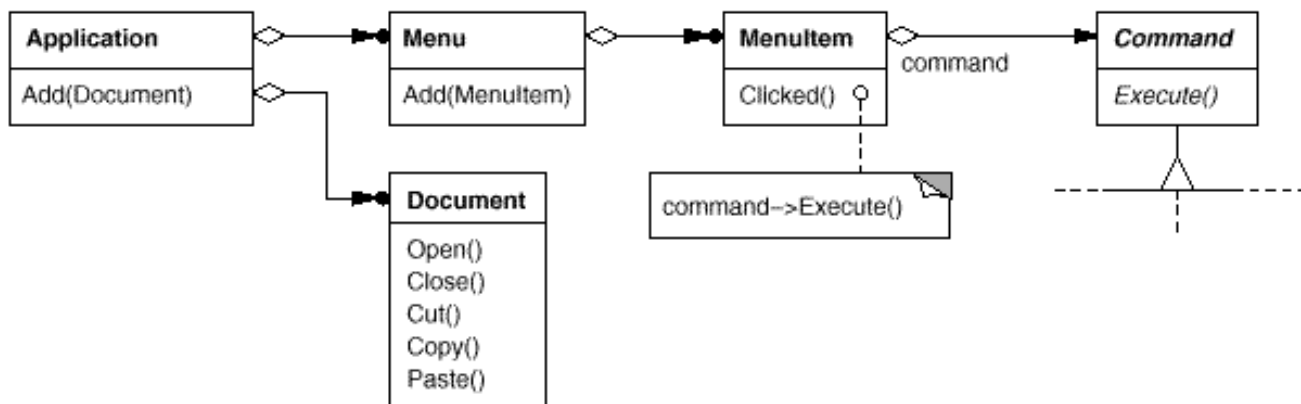 Application
Add(Document)
Menu
Add(MenuItem)
MenuItem
Clicked()
command
Command
Execute()
command–>Execute()
Document
Open()
Close()
Cut()
Copy()
Paste()